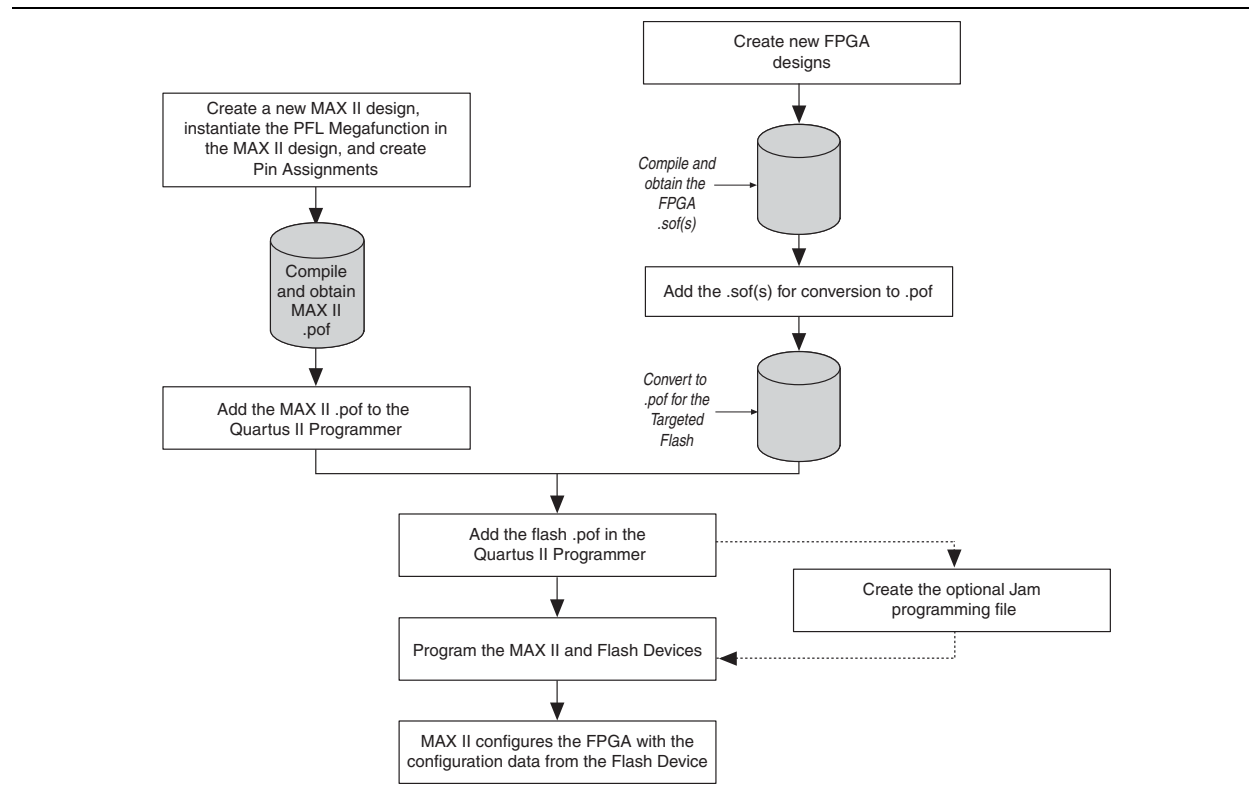 Create new FPGA
designs
Create a new MAX II design,
instantiate the PFL Megafunction in
the MAX II design, and create
Pin Assignments
Compile and
obtain the
FPGA
.sof(s)
Compile
and obtain
MAX II
.pof
Add the .sof(s) for conversion to .pof
Convert to
.pof for the
Targeted
Flash
Add the MAX II .pof to the
Quartus II Programmer
Add the flash .pof in the
Quartus II Programmer
Create the optional Jam
programming file
Program the MAX II and Flash Devices
MAX II configures the FPGA with the
configuration data from the Flash Device